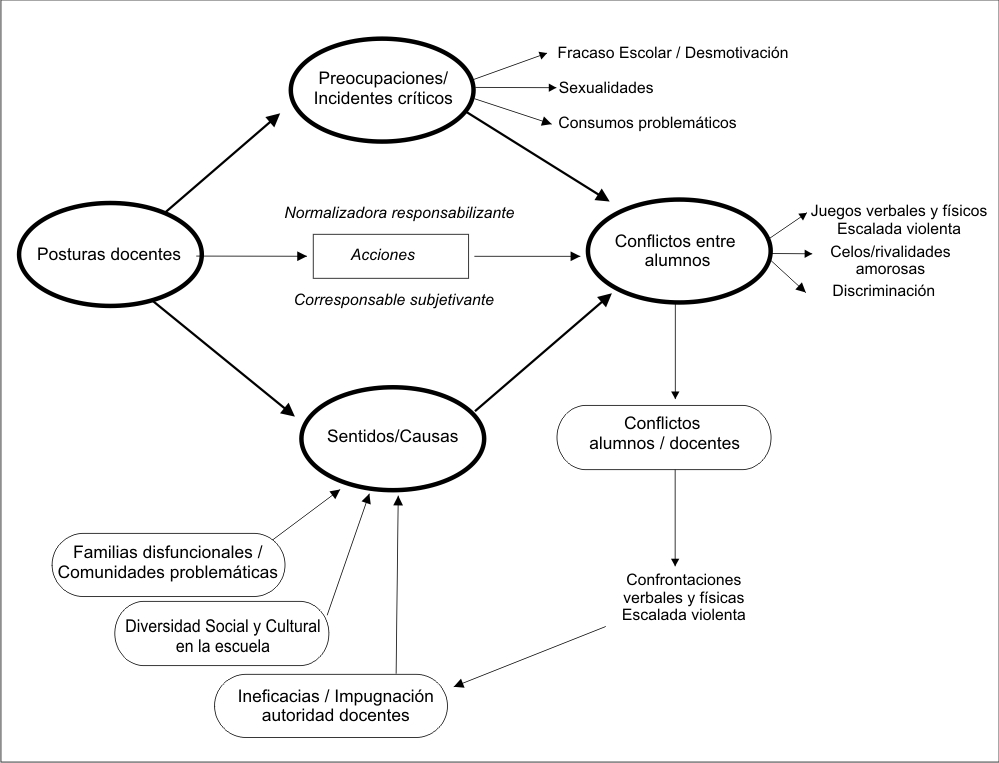 Preocupaciones/
Incidentes críticos
Fracaso Escolar / Desmotivación
Sexualidades
Consumos problemáticos
Posturas docentes
Normalizadora responsabilizante
Acciones
Corresponsable subjetivante
Conflictos entre
alumnos
Juegos verbales y físicos
Escalada violenta
Celos/rivalidades
amorosas
Discriminación
Sentidos/Causas
Conflictos
alumnos / docentes
Familias disfuncionales /
Comunidades problemáticas
Diversidad Social y Cultural
en la escuela
Ineficacias / Impugnación
autoridad docentes
Confrontaciones
verbales y físicas
Escalada violenta